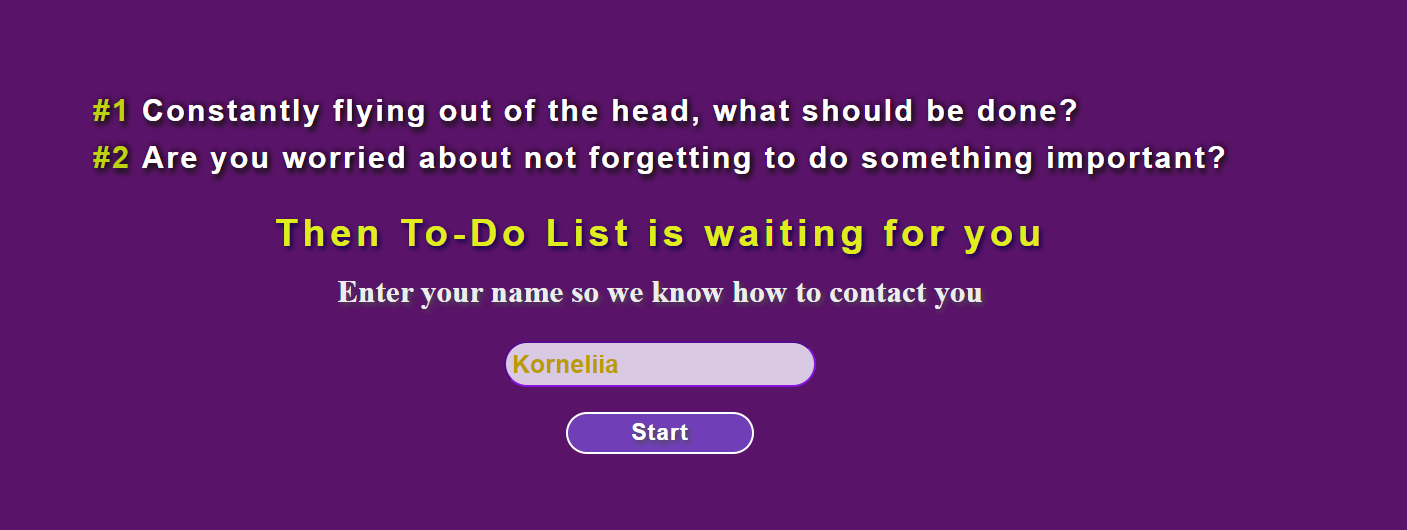 #1 Constantly flying out of the head, what should be done?
#2 Are you worried about not forgetting to do something important?
Then To-Do List is waiting for you
Enter your name so we know how to contact you
Korneliia
Start